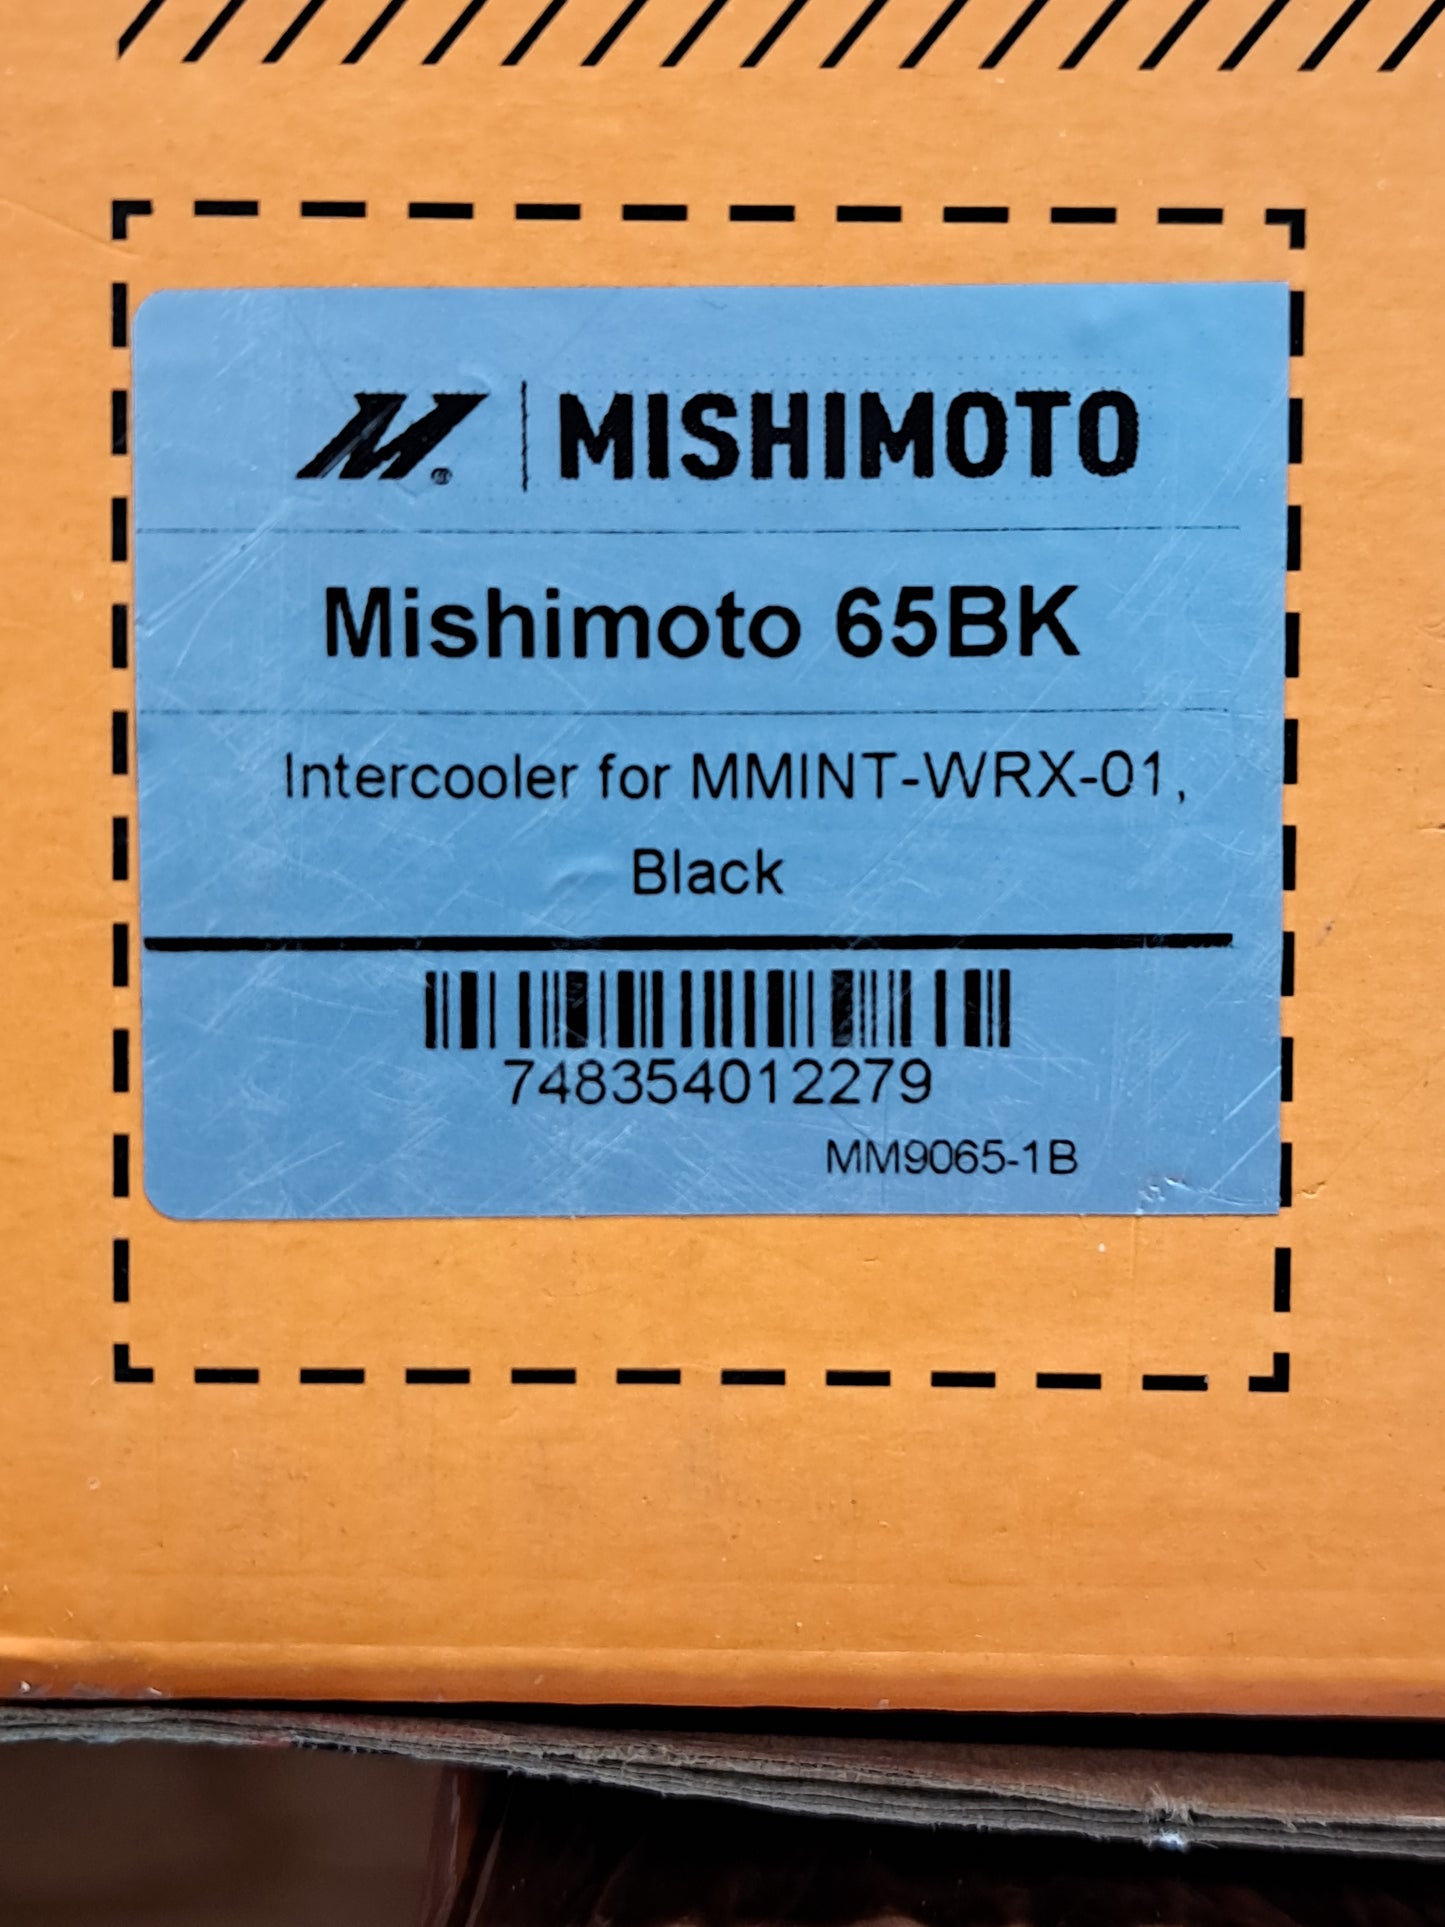 M® MISHIMOTO
Mishimoto 65BK
Intercooler for MMINT-WRX-01,
Black
748354012279
MM9065-1B